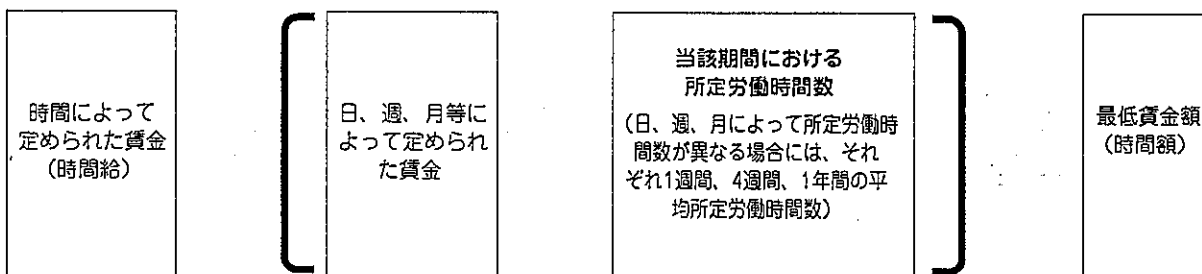 時間によって
定められた賃金
(時間給)
日、週、月等に
よって定められ
た賃金
当該期間における
所定労働時間数
(日、週、月によって所定労働時
間数が異なる場合には、それ
ぞれ1週間、4週間、1年間の平
均所定労働時間数)
最低賃金額
(時間額)